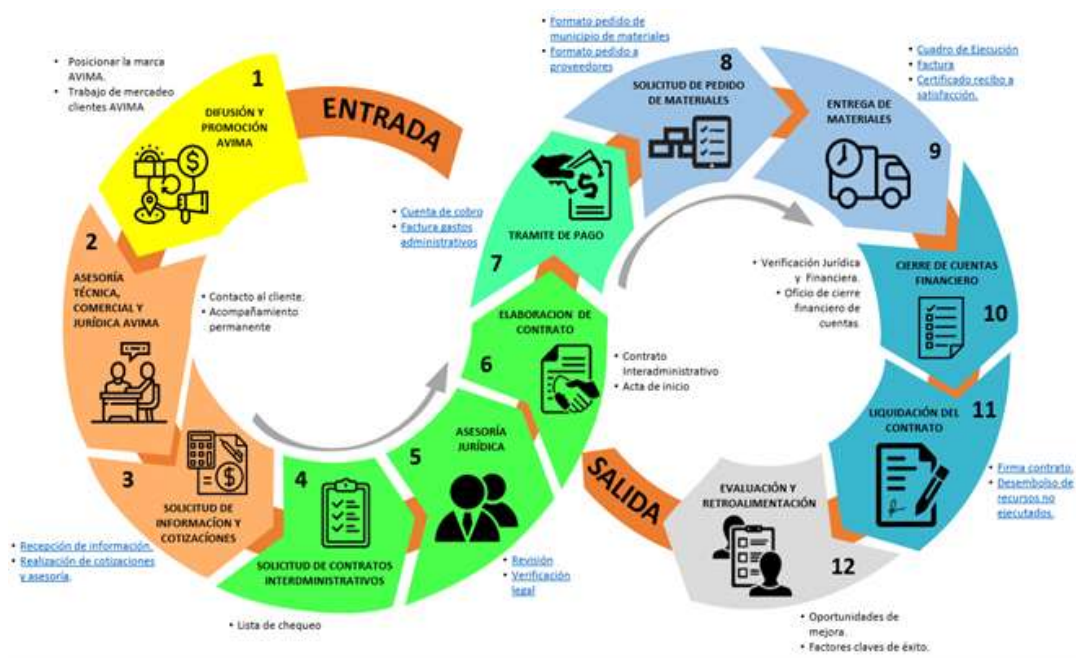 • Posicionar la marca
AVIMA.
• Trabajo de mercadeo
clientes AVIMA
1
DIFUSIÓN Y
PROMOCIÓN
AVIMA
ENTRADA
2
ASESORÍA
TÉCNICA,
COMERCIAL Y
JURÍDICA AVIMA
• Contacto al cliente.
• Acompañamiento
permanente
3
SOLICITUD DE
INFORMACÍON Y
COTIZACÍONES
• Recepción de información.
• Realización de cotizaciones
y asesoría.
4
SOLICITUD DE CONTRATOS
INTERDMINISTRATIVOS
• Lista de chequeo
5
ASESORÍA
JURÍDICA
• Revisión
• Verificación
legal
6
ELABORACION DE
CONTRATO
• Contrato
Interadministrativo
• Acta de inicio
7
TRAMITE DE PAGO
• Cuenta de cobro
• Factura gastos
administrativos
8
SOLICITUD DE PEDIDO
DE MATERIALES
• Formato pedido de
municipio de materiales
• Formato pedido a
proveedores
9
ENTREGA DE
MATERIALES
• Cuadro de Ejecución
• Factura
• Certificado recibo a
satisfacción.
10
CIERRE DE CUENTAS
FINANCIERO
• Verificación Jurídica
y Financiera.
• Oficio de cierre
financiero de
cuentas.
11
LIQUIDACIÓN DEL
CONTRATO
• Firma contrato.
• Desembolso de
recursos no
ejecutados.
12
EVALUACIÓN Y
RETROALIMENTACIÓN
• Oportunidades de
mejora.
• Factores claves de éxito.
SALIDA